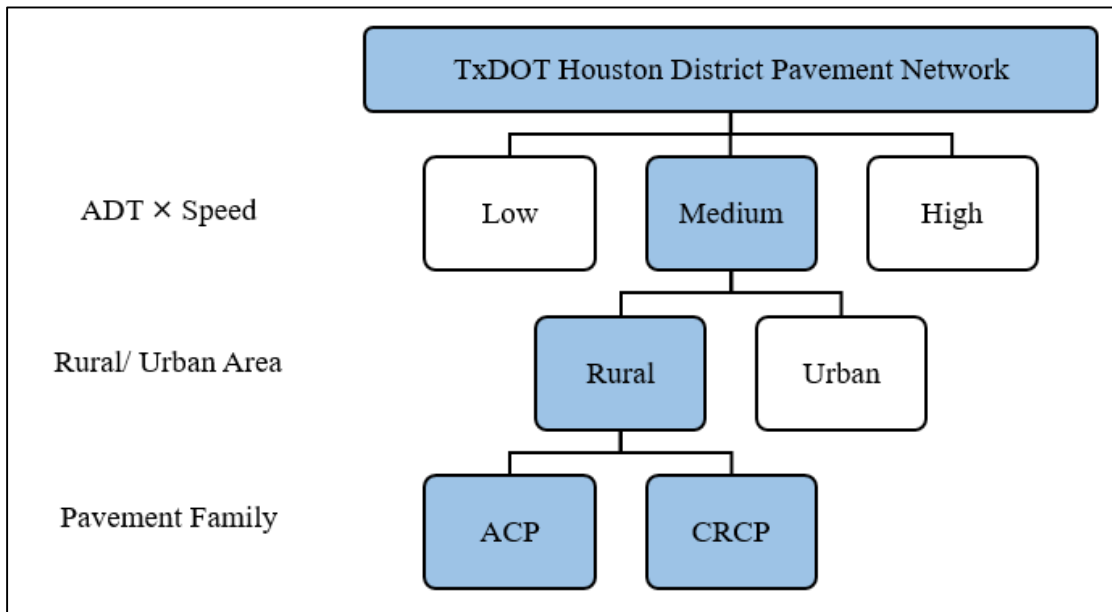 TxDOT Houston District Pavement Network
ADT × Speed
Low
Medium
High
Rural/ Urban Area
Rural
Urban
Pavement Family
ACP
CRCP